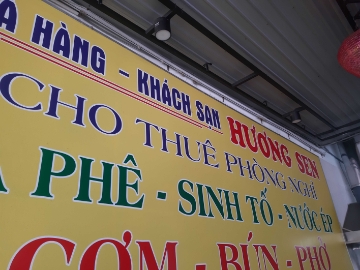 HÀNG - KHÁCH SẠN HƯƠNG SEN
CHO THUÊ PHÒNG NGHỈ
PHÊ - SINH TỐ - NƯỚC ÉP
CƠM - BÚN - PHỞ